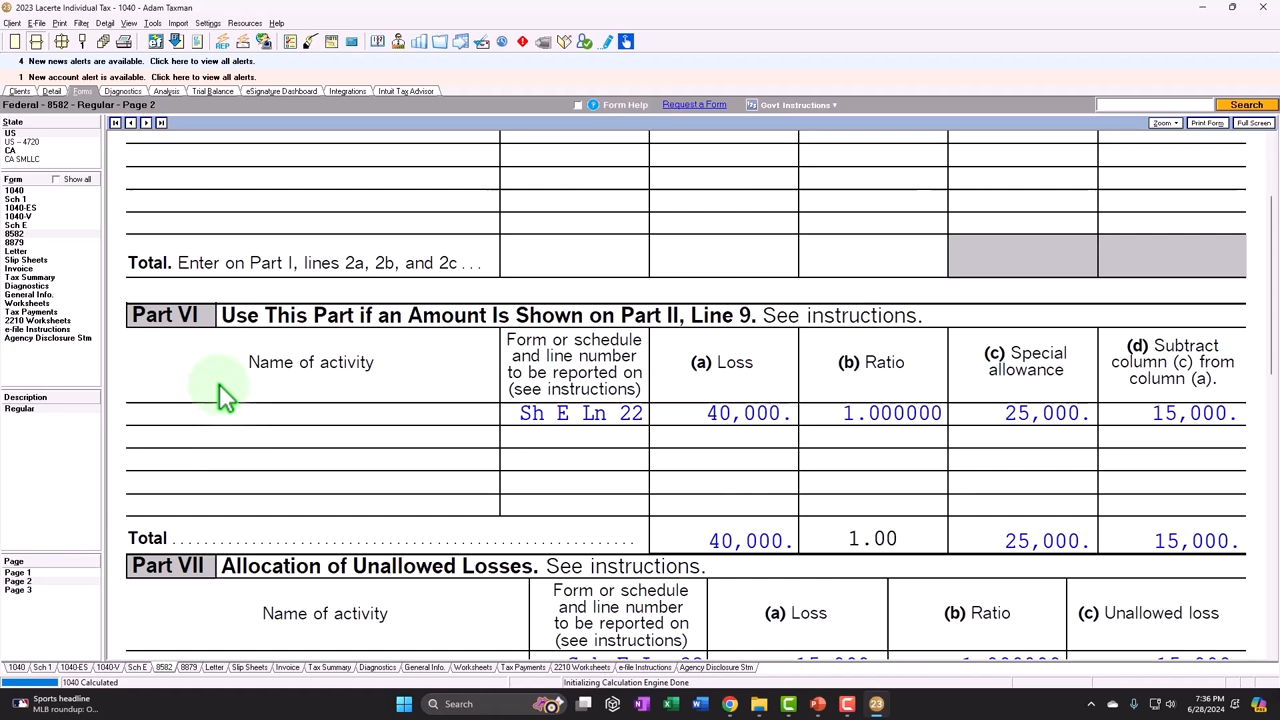 2023 Lacerte Individual Tax - 1040 - Adam Taxman
Client E-File Print Filter Detail View Tools Import Settings Resources Help
4 New news alerts are available. Click here to view all alerts.
1 New account alert is available. Click here to view all alerts.
Clients Detail Forms Diagnostics Analysis Trial Balance eSignature Dashboard Integrations Intuit Tax Advisor
Federal - 8582 - Regular - Page 2
Form Help Request a Form Govt Instructions Search
Zoom Print Form Full Screen
State
US
US - 4720
CA
CA SMLLC
Form Show all
1040
Sch 1
1040-ES
1040-V
Sch E
8582
8879
Letter
Slip Sheets
Invoice
Tax Summary
Diagnostics
General Info.
Worksheets
Tax Payments
2210 Worksheets
e-file Instructions
Agency Disclosure Stm
Description
Regular
Page
Page 1
Page 2
Page 3
Total. Enter on Part I, lines 2a, 2b, and 2c . . .
Part VI Use This Part if an Amount Is Shown on Part II, Line 9. See instructions.
Name of activity
Form or schedule and line number to be reported on (see instructions)
(a) Loss
(b) Ratio
(c) Special allowance
(d) Subtract column (c) from column (a).
Sh E Ln 22 40,000. 1.000000 25,000. 15,000.
Total 40,000. 1.00 25,000. 15,000.
Part VII Allocation of Unallowed Losses. See instructions.
Name of activity
Form or schedule and line number to be reported on (see instructions)
(a) Loss
(b) Ratio
(c) Unallowed loss
Sch E Ln 22 15,000. 1.000000 15,000.
1040 Sch 1 1040-ES 1040-V Sch E 8582 8879 Letter Slip Sheets Invoice Tax Summary Diagnostics General Info. Worksheets Tax Payments 2210 Worksheets e-file Instructions Agency Disclosure Stm
1040 Calculated Initializing Calculation Engine Done
Sports headline
MLB roundup: O...
Search
23
7:36 PM
6/28/2024